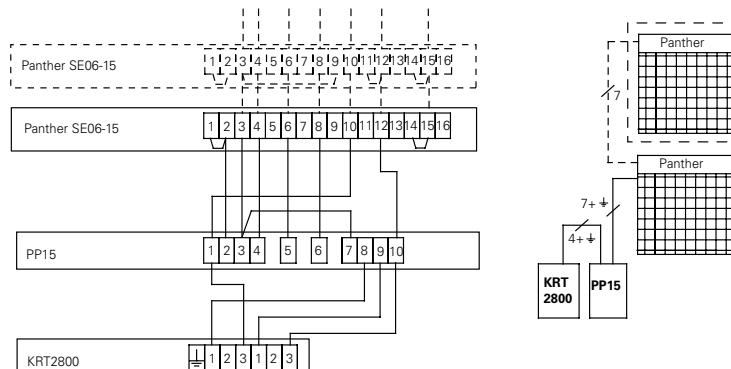 Panther SE06-15
1 2 3 4 5 6 7 8 9 10 11 12 13 14 15 16
Panther SE06-15
1 2 3 4 5 6 7 8 9 10 11 12 13 14 15 16
PP15
1 2 3 4 5 6 7 8 9 10
KRT2800
1 2 3 1 2 3
Panther
7
Panther
7+
4+
KRT
2800
PP15